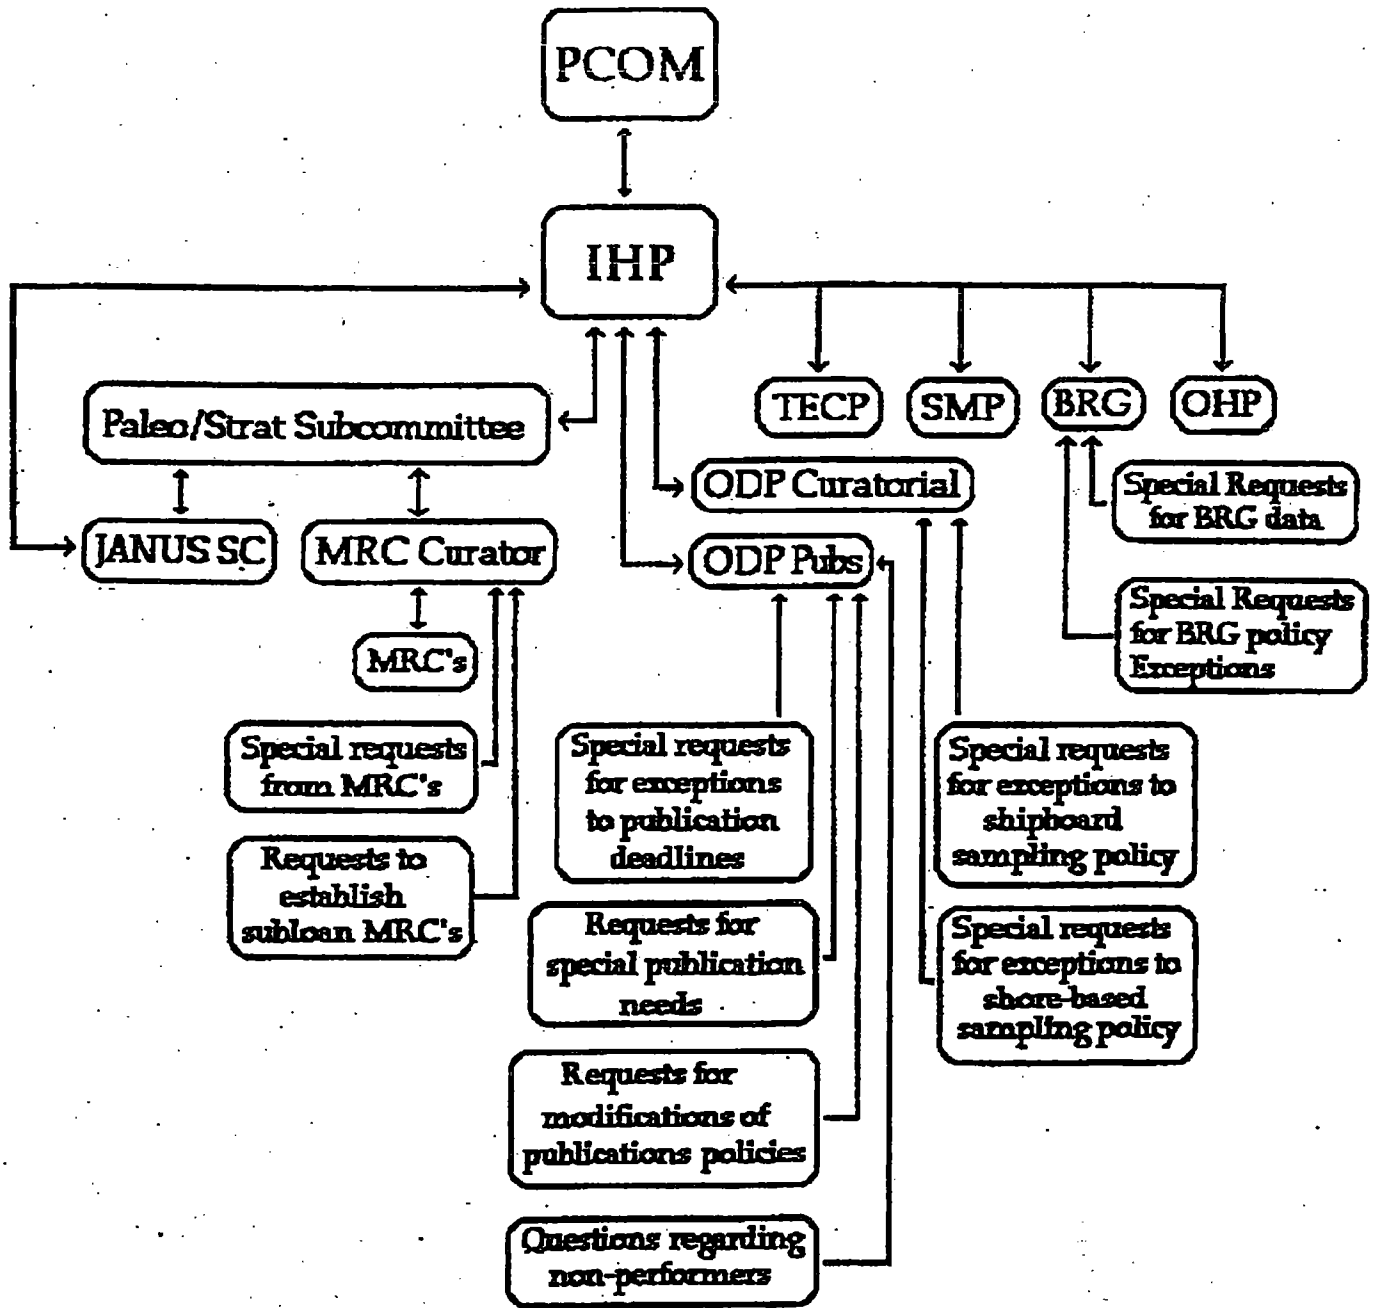 PCOM
IHP
TECP
SMP
BRG
OHP
Paleo/Strat Subcommittee
ODP Curatorial
Special Requests
for BRG data
JANUS SC
MRC Curator
ODP Pubs
Special Requests
for BRG policy
Exceptions
MRC's
Special requests
from MRC's
Requests to
establish
subloan MRC's
Special requests
for exceptions
to publication
deadlines
Special requests
for exceptions to
shipboard
sampling policy
Requests for
special publication
needs
Special requests
for exceptions to
shore-based
sampling policy
Requests for
modifications of
publications policies
Questions regarding
non-performers